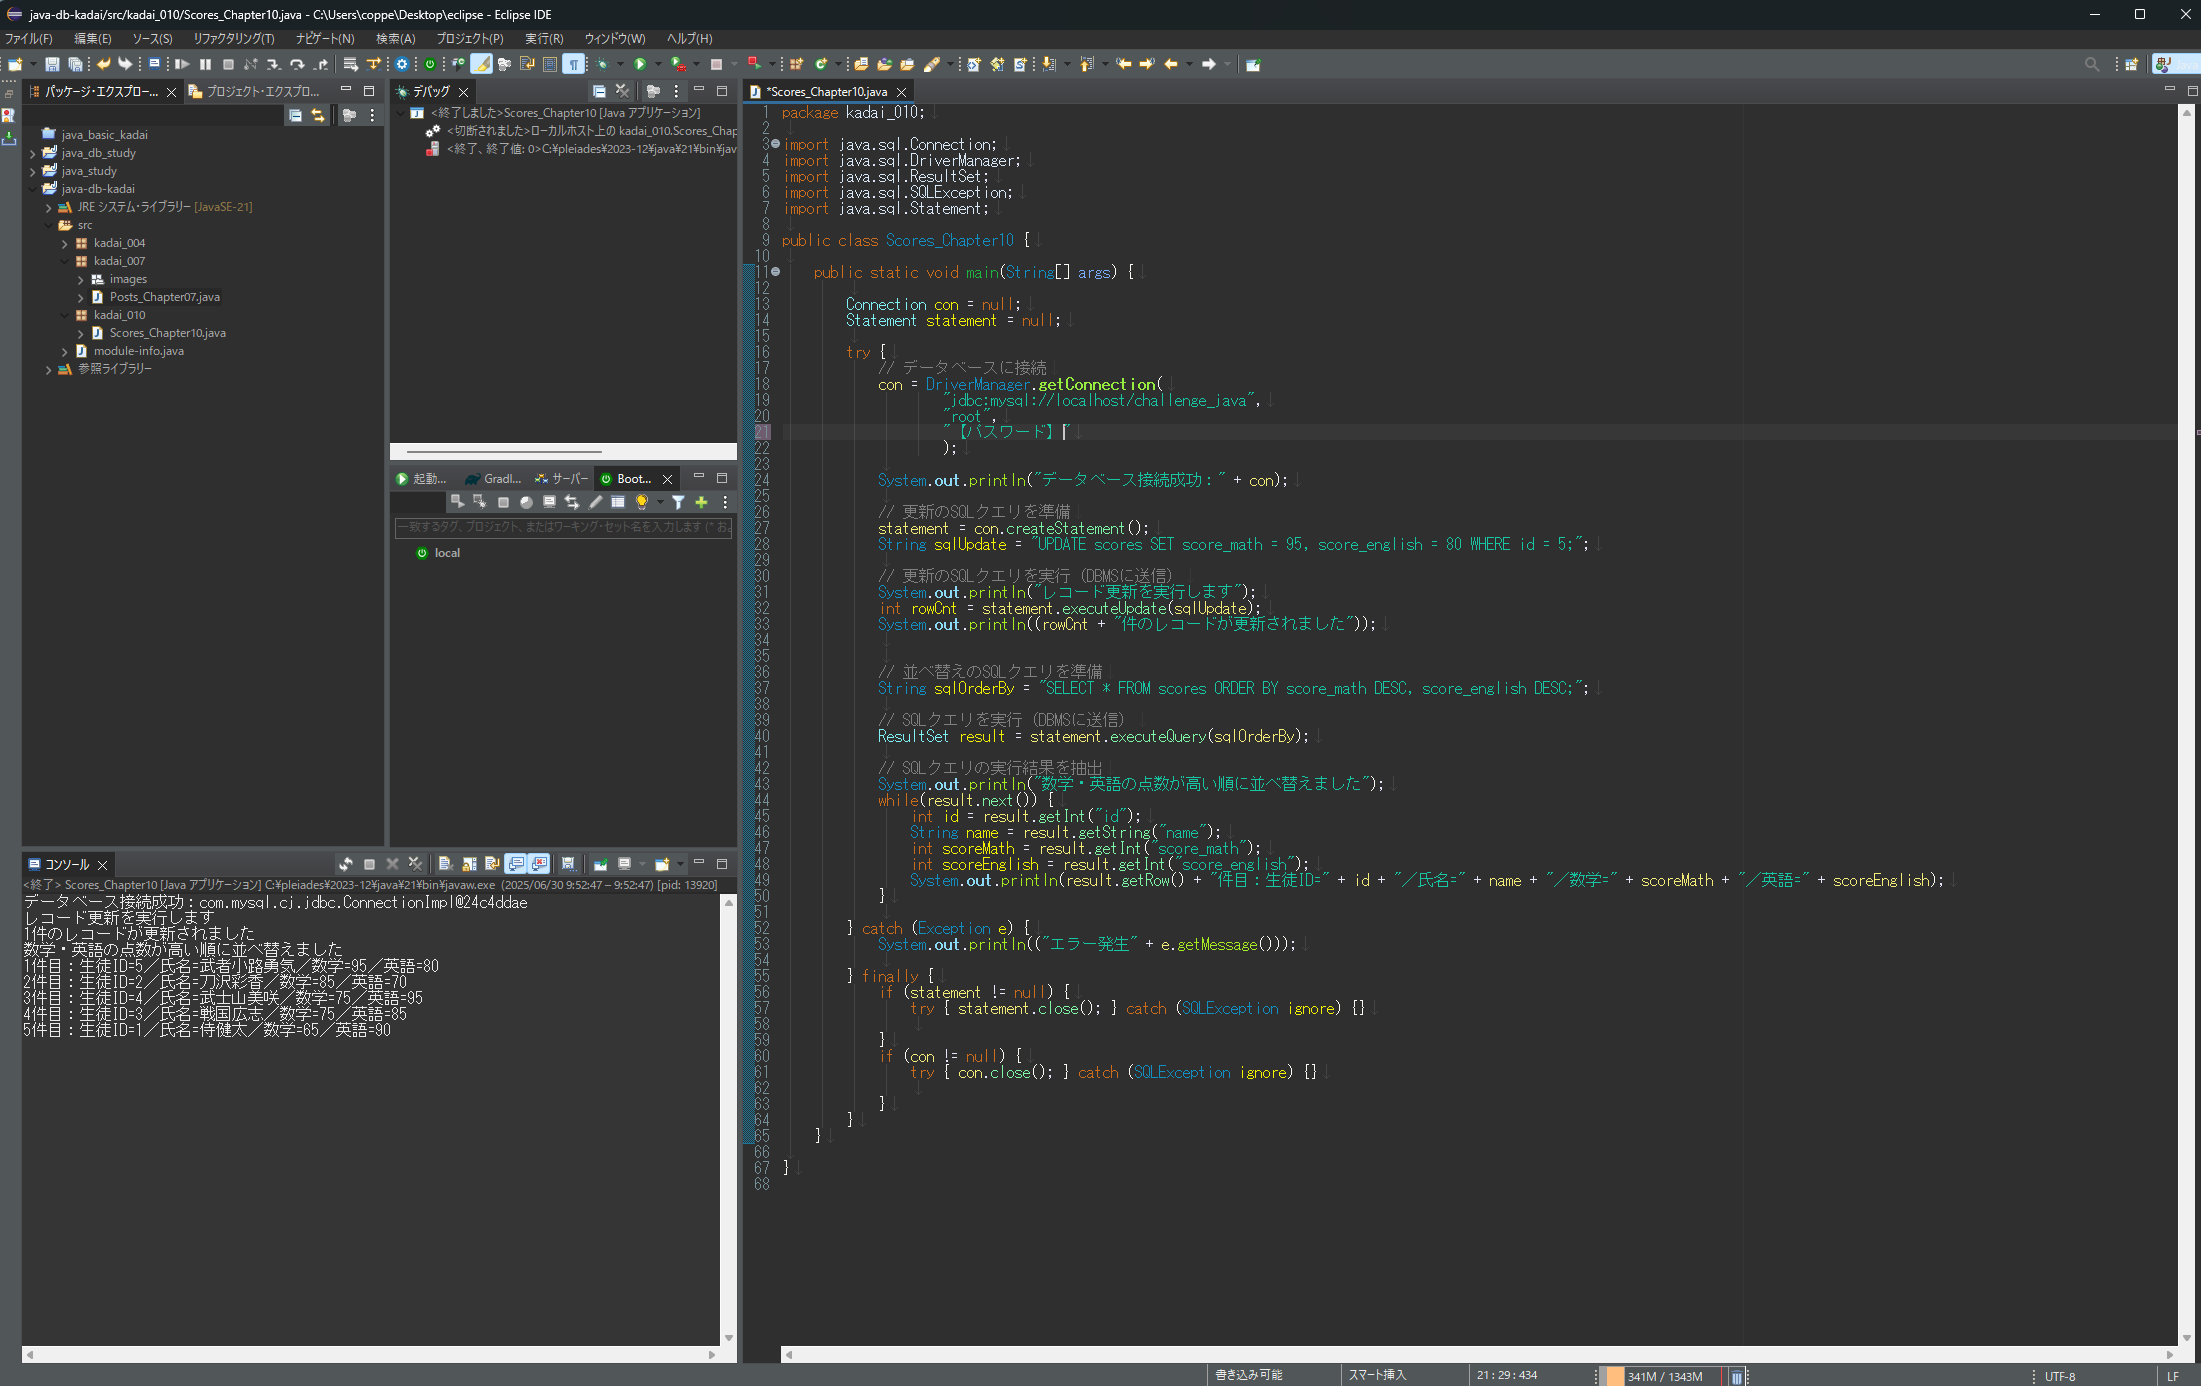 java-db-kadai/src/kadai_010/Scores_Chapter10.java - C:\Users\coppe\Desktop\eclipse - Eclipse IDE
ファイル(F) 編集(E) ソース(S) リファクタリング(T) ナビゲート(N) 検索(A) プロジェクト(P) 実行(R) ウィンドウ(W) ヘルプ(H)
パッケージ・エクスプロー... プロジェクト・エクスプロ...
java_basic_kadai
java_db_study
java_study
java-db-kadai
JRE システム・ライブラリー [JavaSE-21]
src
kadai_004
kadai_007
images
Posts_Chapter07.java
kadai_010
Scores_Chapter10.java
module-info.java
参照ライブラリー
デバッグ
<終了しました>Scores_Chapter10 [Java アプリケーション]
<切断されました>ローカルホスト上の kadai_010.Scores_Chap
<終了、終了値: 0>C:¥pleiades¥2023-12¥java¥21¥bin¥jav
起動... Gradl... サーバー Boot...
一致するタグ、プロジェクト、またはワーキング・セット名を入力します (* お
local
*Scores_Chapter10.java
1 package kadai_010;
2
3 import java.sql.Connection;
4 import java.sql.DriverManager;
5 import java.sql.ResultSet;
6 import java.sql.SQLException;
7 import java.sql.Statement;
8
9 public class Scores_Chapter10 {
10
11 public static void main(String[] args) {
12
13 Connection con = null;
14 Statement statement = null;
15
16 try {
17 // データベースに接続
18 con = DriverManager.getConnection(
19 "jdbc:mysql://localhost/challenge_java",
20 "root",
21 "【パスワード】"
22 );
23
24 System.out.println("データベース接続成功：" + con);
25
26 // 更新のSQLクエリを準備
27 statement = con.createStatement();
28 String sqlUpdate = "UPDATE scores SET score_math = 95, score_english = 80 WHERE id = 5;";
29
30 // 更新のSQLクエリを実行（DBMSに送信）
31 System.out.println("レコード更新を実行します");
32 int rowCnt = statement.executeUpdate(sqlUpdate);
33 System.out.println((rowCnt + "件のレコードが更新されました"));
34
35
36 // 並べ替えのSQLクエリを準備
37 String sqlOrderBy = "SELECT * FROM scores ORDER BY score_math DESC, score_english DESC;";
38
39 // SQLクエリを実行（DBMSに送信）
40 ResultSet result = statement.executeQuery(sqlOrderBy);
41
42 // SQLクエリの実行結果を抽出
43 System.out.println("数学・英語の点数が高い順に並べ替えました");
44 while(result.next()) {
45 int id = result.getInt("id");
46 String name = result.getString("name");
47 int scoreMath = result.getInt("score_math");
48 int scoreEnglish = result.getInt("score_english");
49 System.out.println(result.getRow() + "件目：生徒ID=" + id + "／氏名=" + name + "／数学=" + scoreMath + "／英語=" + scoreEnglish);
50 }
51
52 } catch (Exception e) {
53 System.out.println(("エラー発生" + e.getMessage()));
54
55 } finally {
56 if (statement != null) {
57 try { statement.close(); } catch (SQLException ignore) {}
58
59 }
60 if (con != null) {
61 try { con.close(); } catch (SQLException ignore) {}
62
63 }
64 }
65 }
66
67 }
68
コンソール
<終了> Scores_Chapter10 [Java アプリケーション] C:¥pleiades¥2023-12¥java¥21¥bin¥javaw.exe (2025/06/30 9:52:47 – 9:52:47) [pid: 13920]
データベース接続成功：com.mysql.cj.jdbc.ConnectionImpl@24c4ddae
レコード更新を実行します
1件のレコードが更新されました
数学・英語の点数が高い順に並べ替えました
1件目：生徒ID=5／氏名=武者小路勇気／数学=95／英語=80
2件目：生徒ID=2／氏名=刀沢彩香／数学=85／英語=70
3件目：生徒ID=4／氏名=武士山美咲／数学=75／英語=95
4件目：生徒ID=3／氏名=戦国広志／数学=75／英語=85
5件目：生徒ID=1／氏名=侍健太／数学=65／英語=90
書き込み可能 スマート挿入 21 : 29 : 434 341M / 1343M UTF-8 LF